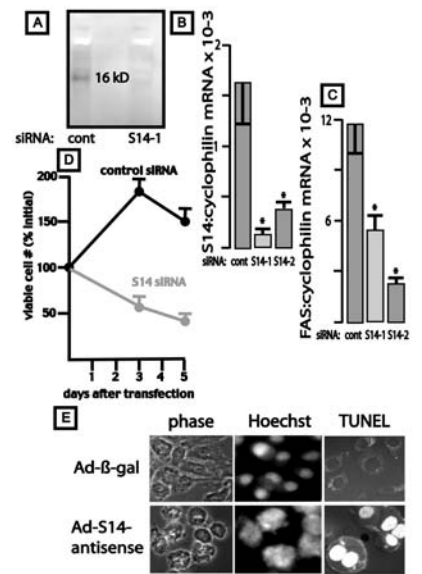 A
16 kD
siRNA: cont S14-1
B
S14:cyclophilin mRNA x 10-3
2
1
siRNA: cont S14-1 S14-2
* *
C
FAS:cyclophilin mRNA x 10-3
12
6
siRNA: cont S14-1 S14-2
* *
D
viable cell # (% initial)
200
150
100
50
control siRNA
S14 siRNA
1 2 3 4 5
days after transfection
E
phase Hoechst TUNEL
Ad-ß-gal
Ad-S14-
antisense